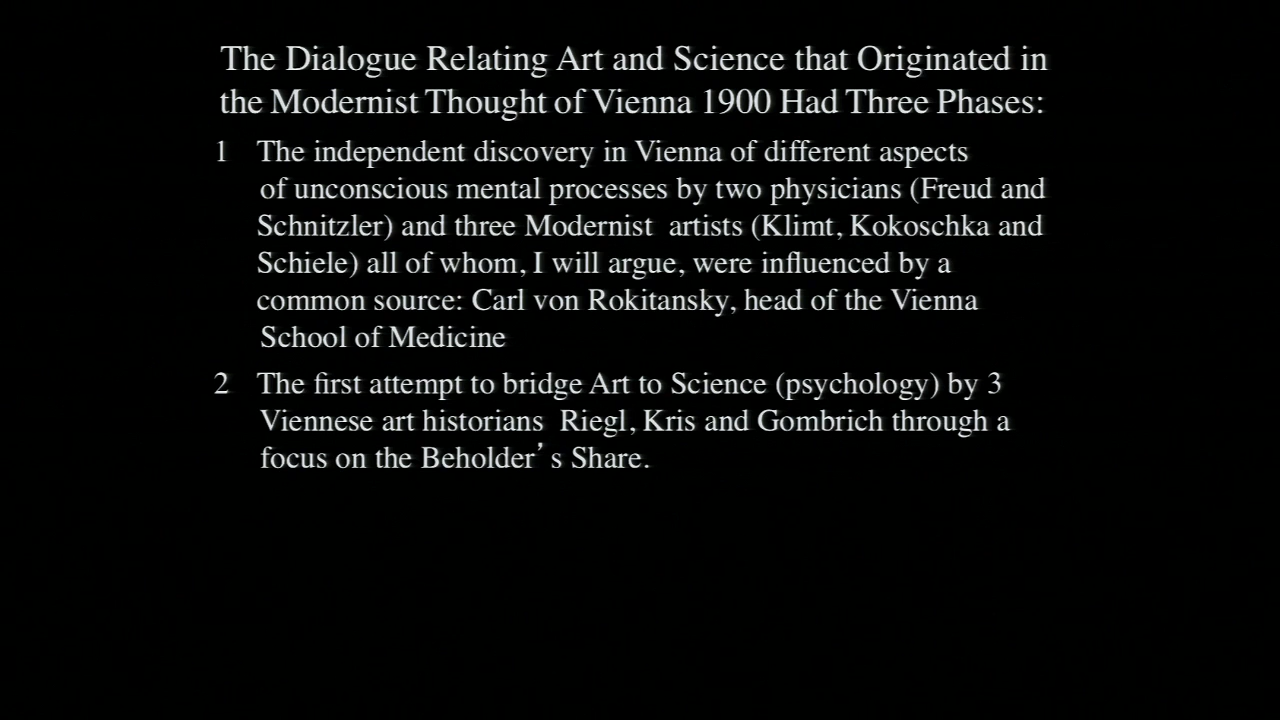 The Dialogue Relating Art and Science that Originated in
the Modernist Thought of Vienna 1900 Had Three Phases:
1 The independent discovery in Vienna of different aspects
of unconscious mental processes by two physicians (Freud and
Schnitzler) and three Modernist artists (Klimt, Kokoschka and
Schiele) all of whom, I will argue, were influenced by a
common source: Carl von Rokitansky, head of the Vienna
School of Medicine
2 The first attempt to bridge Art to Science (psychology) by 3
Viennese art historians Riegl, Kris and Gombrich through a
focus on the Beholder’s Share.